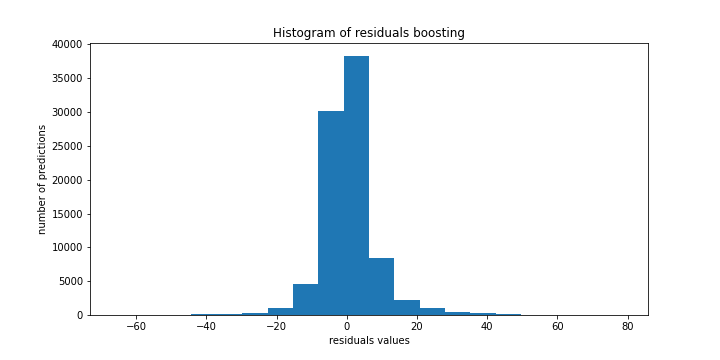 Histogram of residuals boosting
40000
35000
30000
25000
20000
15000
10000
5000
0
number of predictions
−60 −40 −20 0 20 40 60 80
residuals values